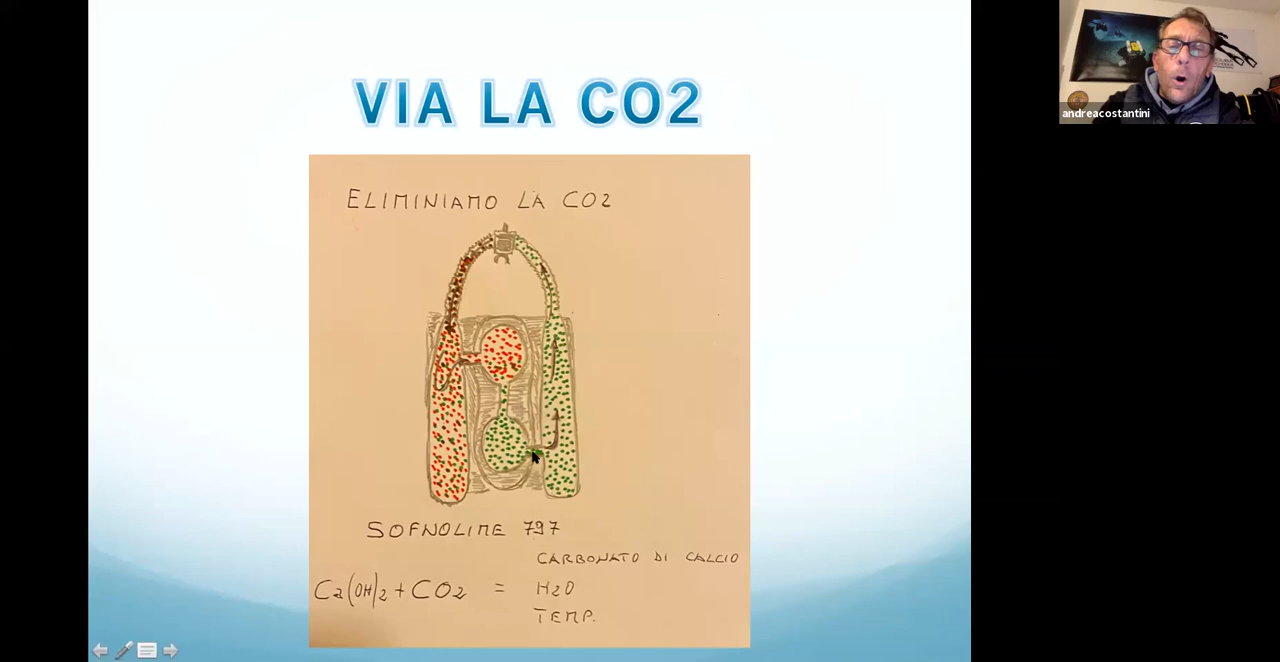 VIA LA CO2
andreacostantini
ELIMINIAMO LA CO2
SOFNOLIME 797
CARBONATO DI CALCIO
Ca(OH)2 + CO2 = H2O
TEMP.